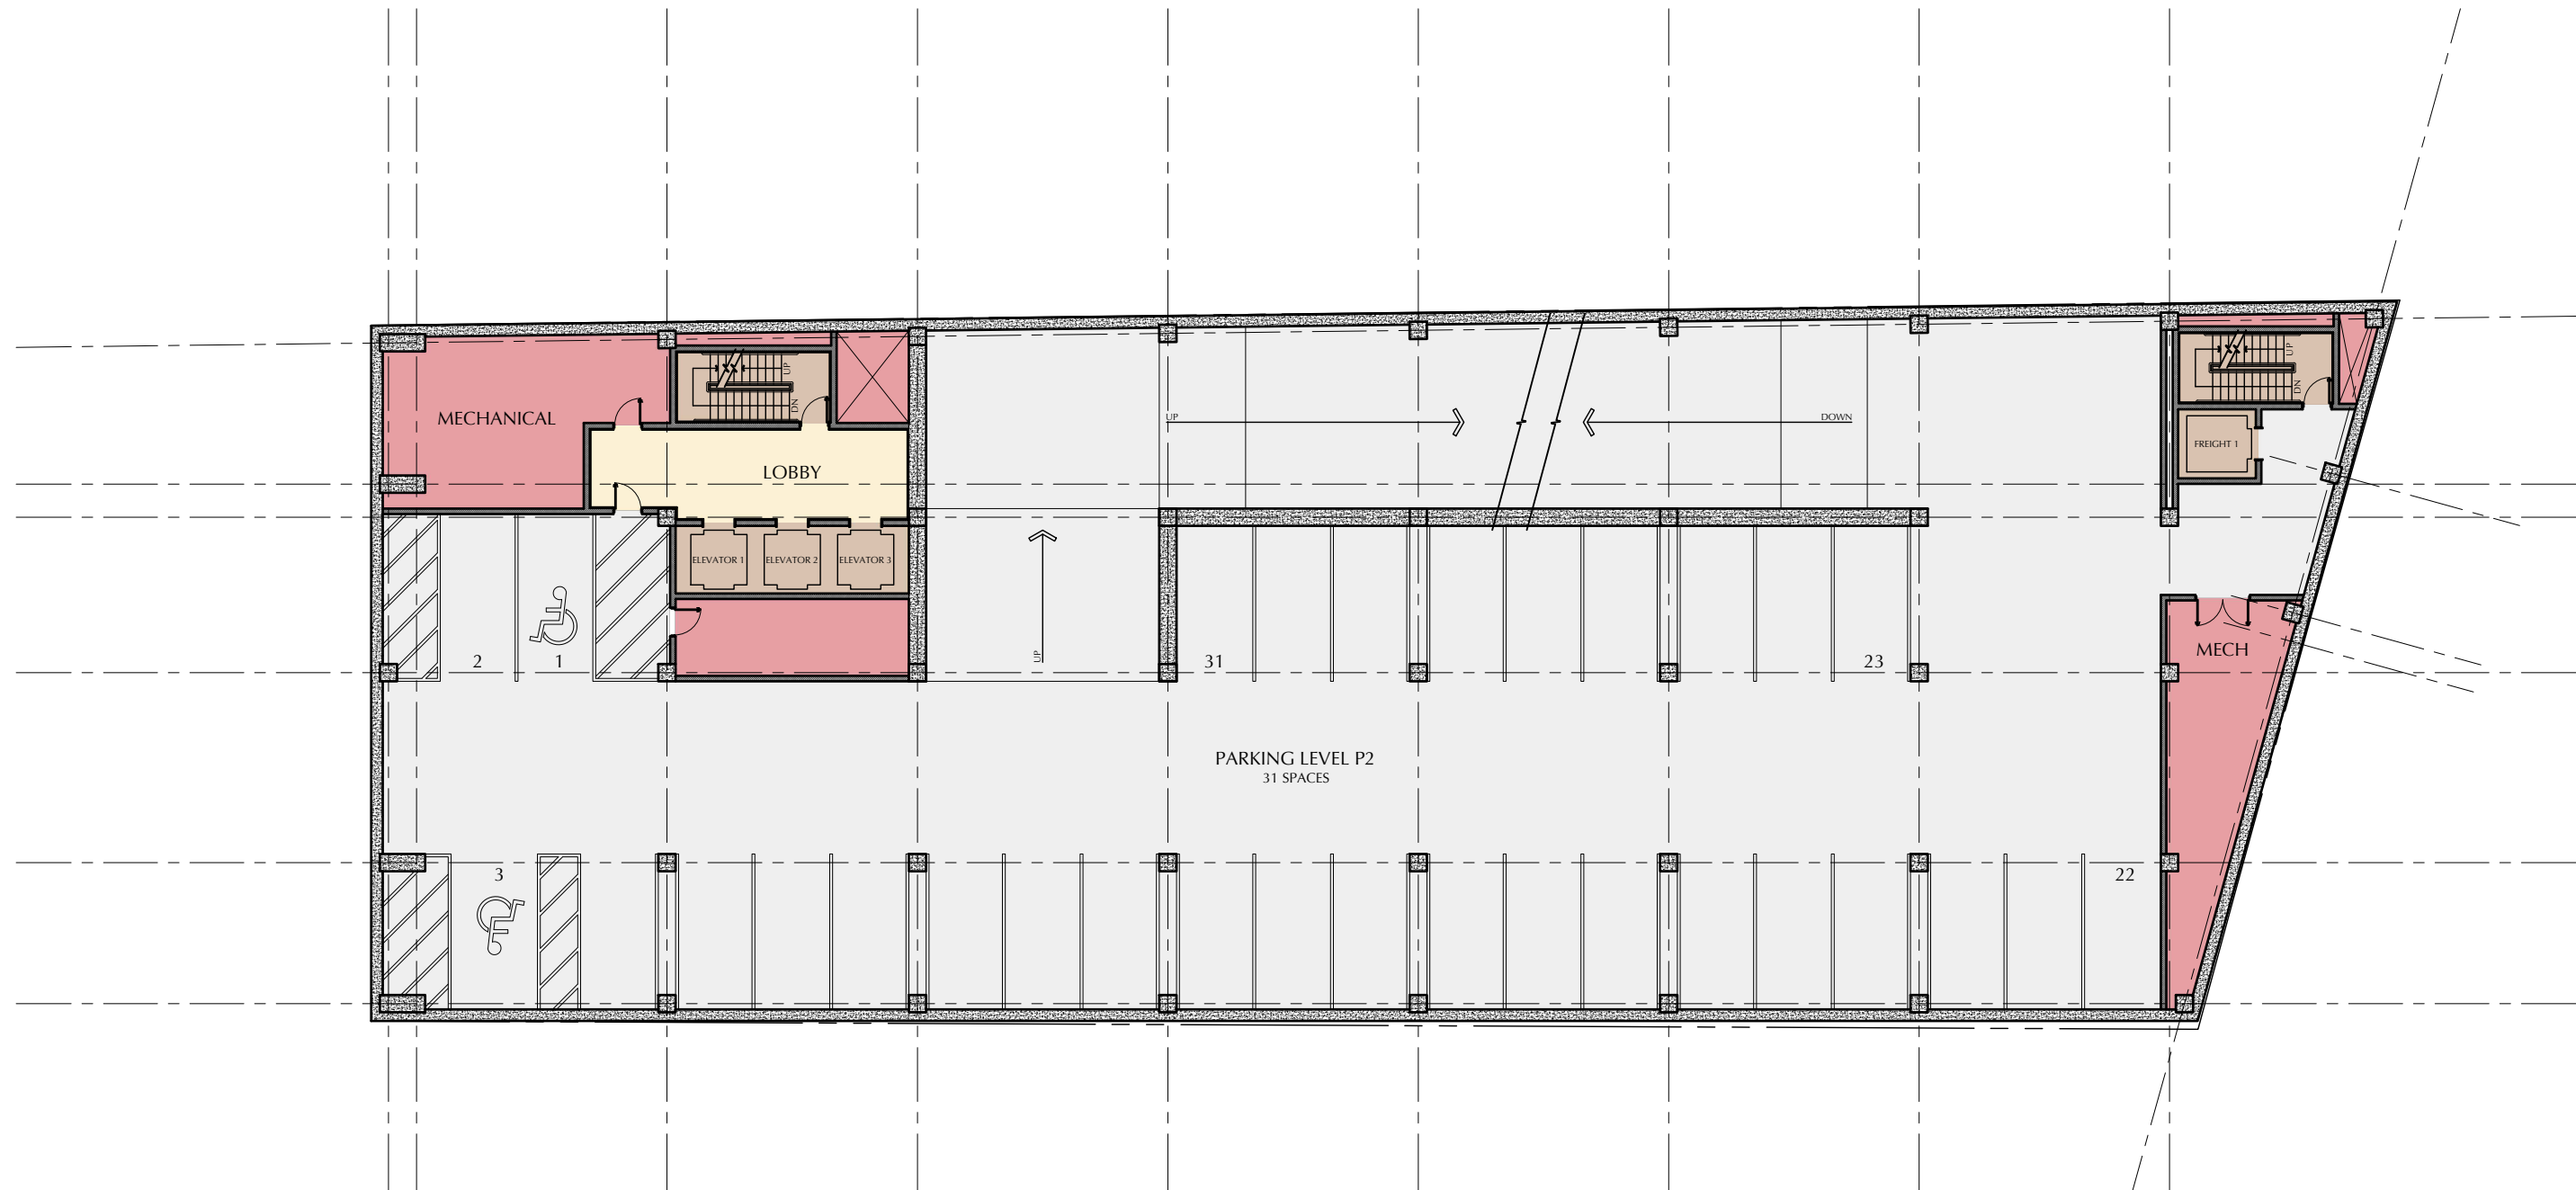 UP
DN
UP
DN
MECHANICAL
UP
DOWN
FREIGHT 1
LOBBY
ELEVATOR 1
ELEVATOR 2
ELEVATOR 3
UP
MECH
2
1
31
23
PARKING LEVEL P2
31 SPACES
3
22